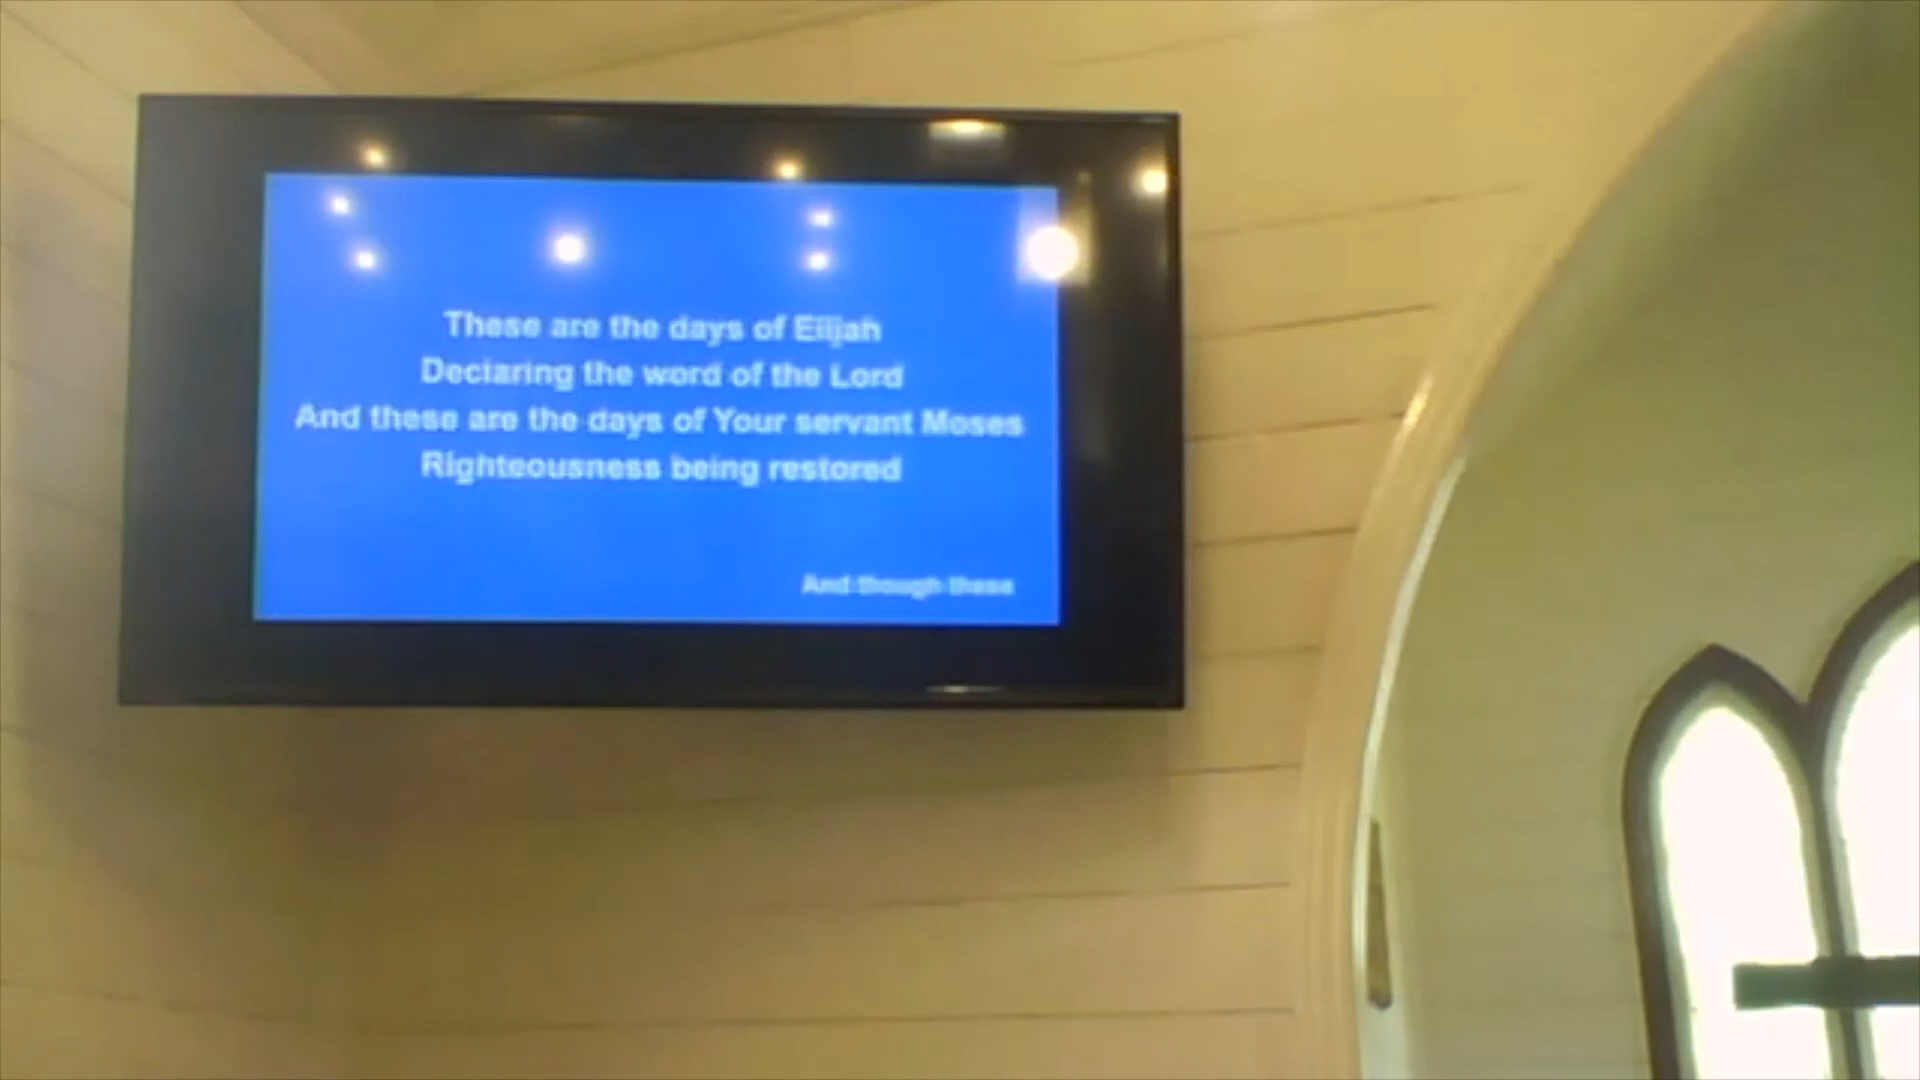 These are the days of Elijah
Declaring the word of the Lord
And these are the days of Your servant Moses
Righteousness being restored
And though these